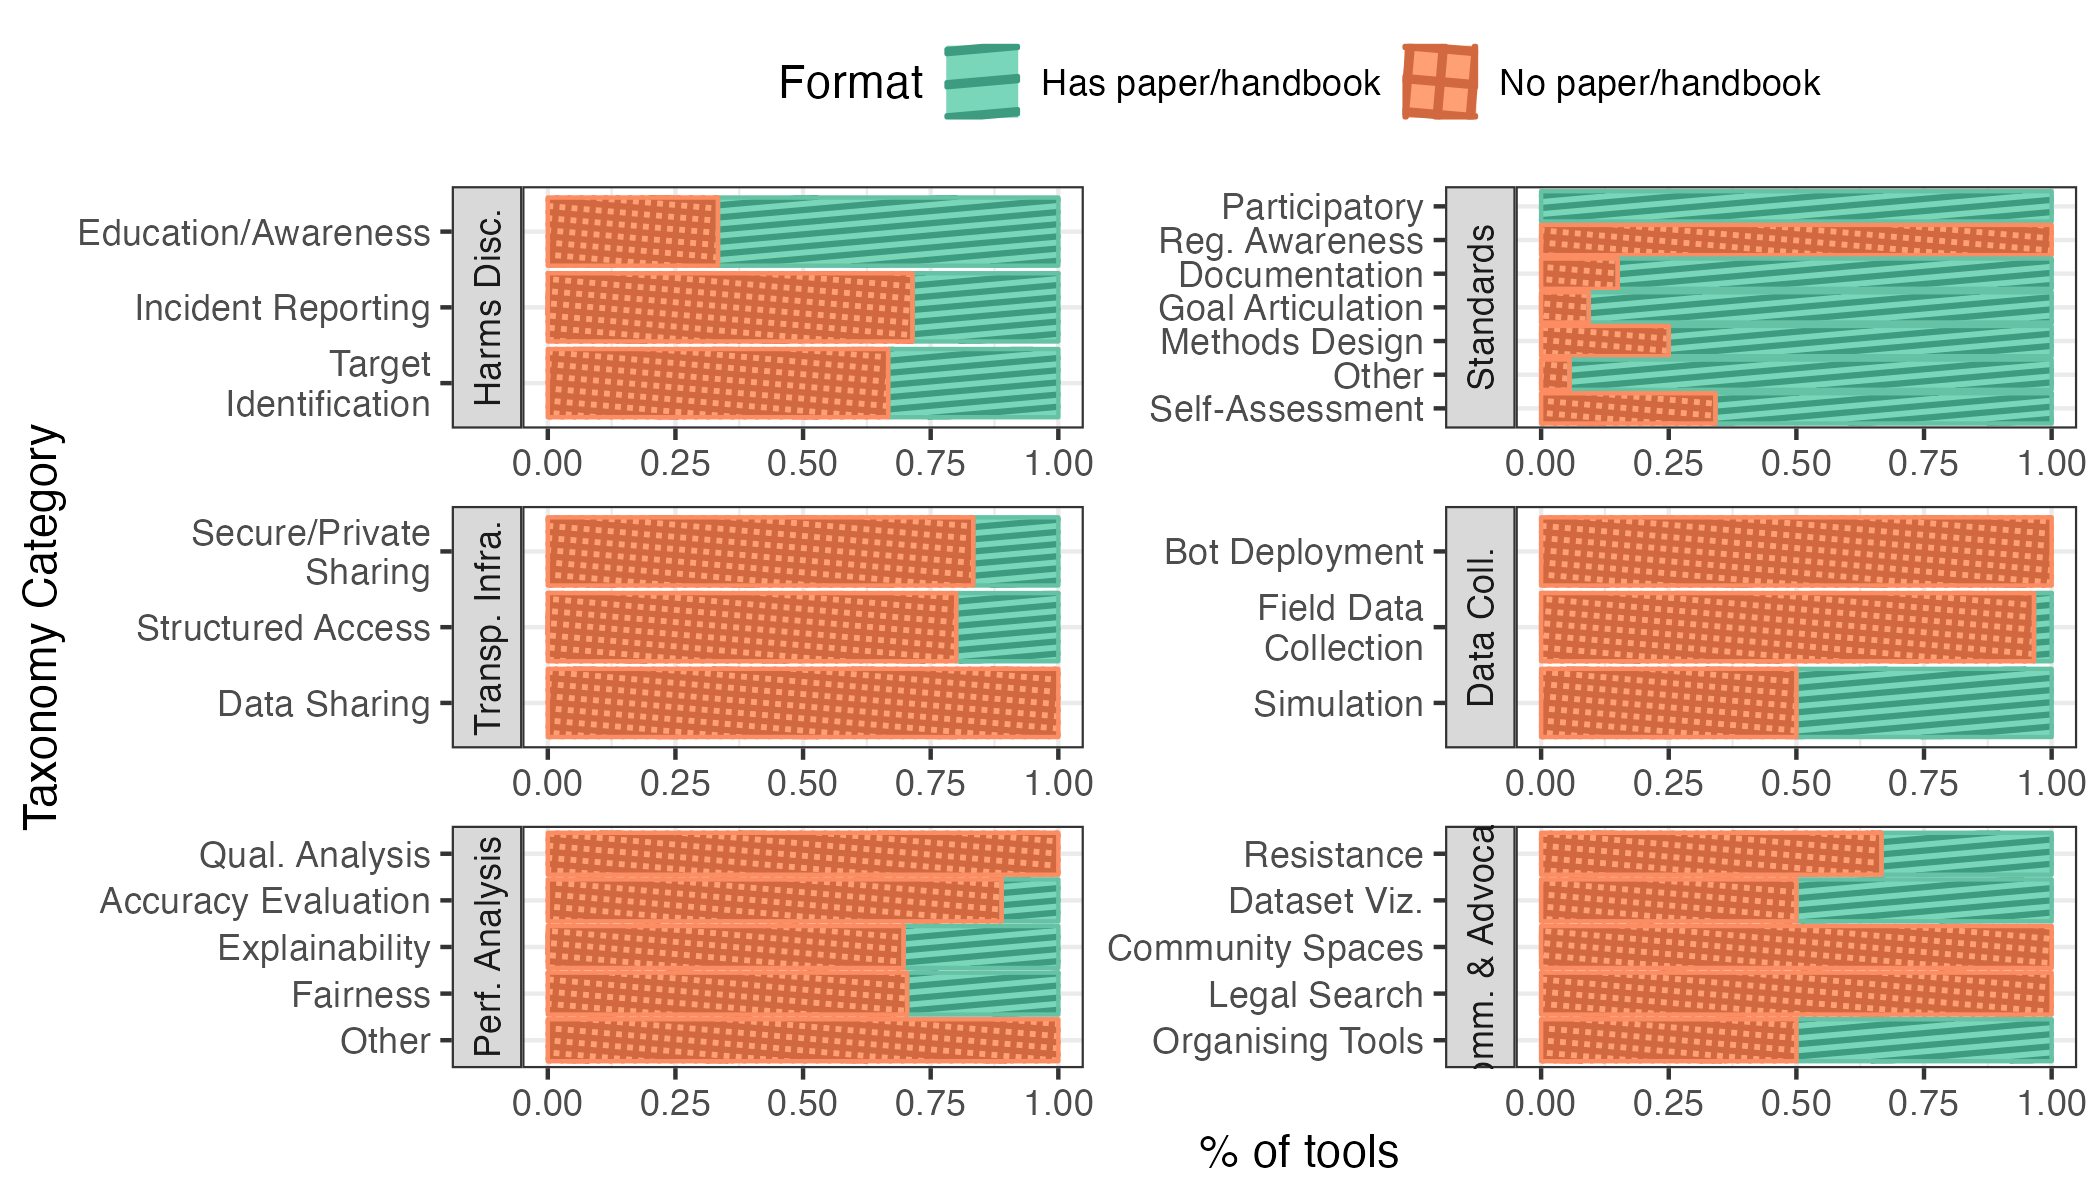 Format Has paper/handbook No paper/handbook
Taxonomy Category
Harms Disc.
Education/Awareness
Incident Reporting
Target
Identification
0.00 0.25 0.50 0.75 1.00
Standards
Participatory
Reg. Awareness
Documentation
Goal Articulation
Methods Design
Other
Self-Assessment
0.00 0.25 0.50 0.75 1.00
Transp. Infra.
Secure/Private
Sharing
Structured Access
Data Sharing
0.00 0.25 0.50 0.75 1.00
Data Coll.
Bot Deployment
Field Data
Collection
Simulation
0.00 0.25 0.50 0.75 1.00
Perf. Analysis
Qual. Analysis
Accuracy Evaluation
Explainability
Fairness
Other
0.00 0.25 0.50 0.75 1.00
omm. & Advoca
Resistance
Dataset Viz.
Community Spaces
Legal Search
Organising Tools
0.00 0.25 0.50 0.75 1.00
% of tools